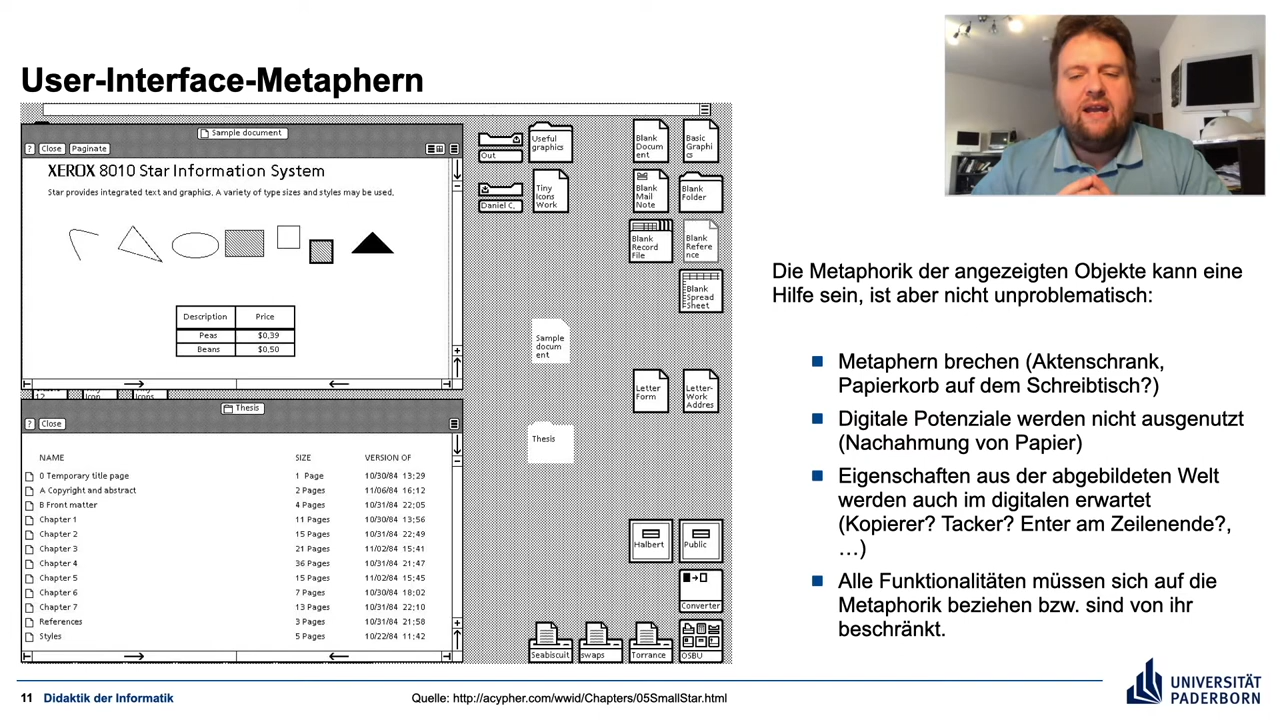 User-Interface-Metaphern
Sample document
? Close Paginate
XEROX 8010 Star Information System
Star provides integrated text and graphics. A variety of type sizes and styles may be used.
Description Price
Peas $0,39
Beans $0,50
Thesis
? Close
NAME SIZE VERSION OF
0 Temporary title page 1 Page 10/30/84 13:29
A Copyright and abstract 2 Pages 11/06/84 16:12
B Front matter 4 Pages 10/31/84 22:05
Chapter 1 11 Pages 10/30/84 13:56
Chapter 2 15 Pages 10/31/84 22:49
Chapter 3 21 Pages 11/02/84 15:41
Chapter 4 36 Pages 10/31/84 21:47
Chapter 5 15 Pages 11/02/84 15:45
Chapter 6 7 Pages 10/30/84 18:02
Chapter 7 13 Pages 10/31/84 22:10
References 3 Pages 10/31/84 21:58
Styles 5 Pages 10/22/84 11:42
Out
Useful
graphics
Blank
Docum
ent
Basic
Graphi
cs
Daniel C.
Tiny
Icons
Work
Blank
Mail
Note
Blank
Folder
Blank
Record
File
Blank
Refere
nce
Blank
Spread
Sheet
Sample
docum
ent
Letter
Form
Letter-
Work
Addres
Thesis
Halbert
Public
Converter
Seabiscuit
swaps
Torrance
OSBU
Die Metaphorik der angezeigten Objekte kann eine
Hilfe sein, ist aber nicht unproblematisch:
Metaphern brechen (Aktenschrank,
Papierkorb auf dem Schreibtisch?)
Digitale Potenziale werden nicht ausgenutzt
(Nachahmung von Papier)
Eigenschaften aus der abgebildeten Welt
werden auch im digitalen erwartet
(Kopierer? Tacker? Enter am Zeilenende?,
…)
Alle Funktionalitäten müssen sich auf die
Metaphorik beziehen bzw. sind von ihr
beschränkt.
11 Didaktik der Informatik
Quelle: http://acypher.com/wwid/Chapters/05SmallStar.html
UNIVERSITÄT
PADERBORN